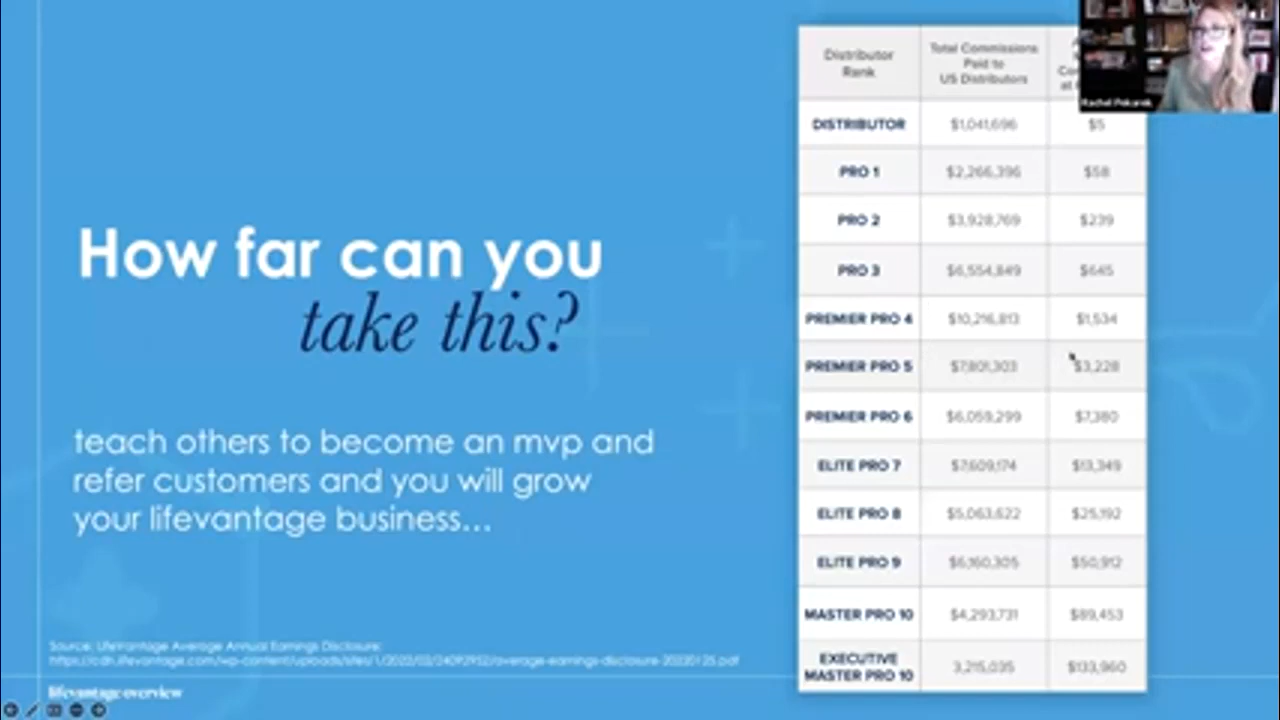 How far can you
take this?
teach others to become an mvp and
refer customers and you will grow
your lifevantage business...
Source: LifeVantage Average Annual Earnings Disclosure:
lifevantage overview
Distributor
Rank
Total Commissions
Paid to
US Distributors
Rachel Pekarek
DISTRIBUTOR $1,041,696 $5
PRO 1 $2,266,396 $58
PRO 2 $3,928,769 $239
PRO 3 $6,554,849 $645
PREMIER PRO 4 $10,216,813 $1,534
PREMIER PRO 5 $7,801,303 $3,228
PREMIER PRO 6 $6,059,299 $7,380
ELITE PRO 7 $7,609,174 $13,349
ELITE PRO 8 $5,063,622 $25,192
ELITE PRO 9 $6,160,305 $50,912
MASTER PRO 10 $4,293,731 $89,453
EXECUTIVE
MASTER PRO 10 3,215,035 $133,960